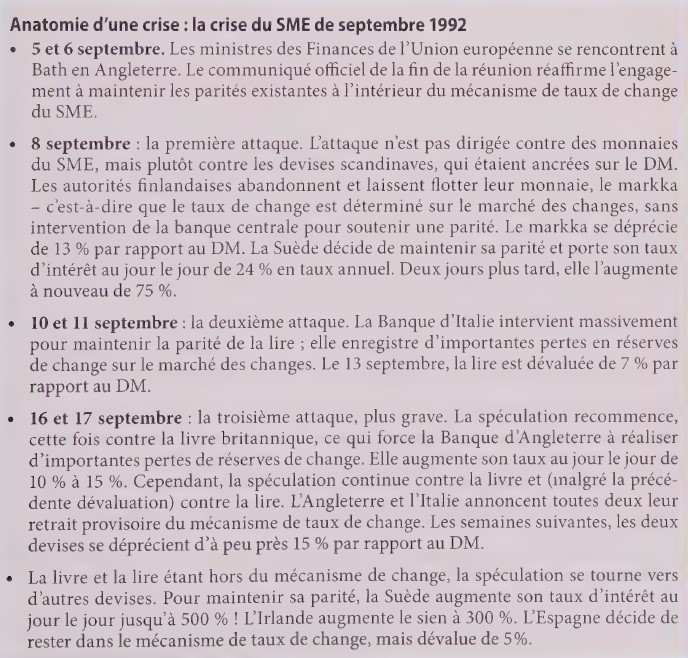 Anatomie d'une crise : la crise du SME de septembre 1992
• 5 et 6 septembre. Les ministres des Finances de l'Union européenne se rencontrent à
Bath en Angleterre. Le communiqué officiel de la fin de la réunion réaffirme l'engage-
ment à maintenir les parités existantes à l'intérieur du mécanisme de taux de change
du SME.
• 8 septembre : la première attaque. L'attaque n'est pas dirigée contre des monnaies
du SME, mais plutôt contre les devises scandinaves, qui étaient ancrées sur le DM.
Les autorités finlandaises abandonnent et laissent flotter leur monnaie, le markka
– c'est-à-dire que le taux de change est déterminé sur le marché des changes, sans
intervention de la banque centrale pour soutenir une parité. Le markka se déprécie
de 13 % par rapport au DM. La Suède décide de maintenir sa parité et porte son taux
d'intérêt au jour le jour de 24 % en taux annuel. Deux jours plus tard, elle l'augmente
à nouveau de 75 %.
• 10 et 11 septembre : la deuxième attaque. La Banque d'Italie intervient massivement
pour maintenir la parité de la lire ; elle enregistre d'importantes pertes en réserves
de change sur le marché des changes. Le 13 septembre, la lire est dévaluée de 7 % par
rapport au DM.
• 16 et 17 septembre : la troisième attaque, plus grave. La spéculation recommence,
cette fois contre la livre britannique, ce qui force la Banque d'Angleterre à réaliser
d'importantes pertes de réserves de change. Elle augmente son taux au jour le jour de
10 % à 15 %. Cependant, la spéculation continue contre la livre et (malgré la précé-
dente dévaluation) contre la lire. L'Angleterre et l'Italie annoncent toutes deux leur
retrait provisoire du mécanisme de taux de change. Les semaines suivantes, les deux
devises se déprécient d'à peu près 15 % par rapport au DM.
• La livre et la lire étant hors du mécanisme de change, la spéculation se tourne vers
d'autres devises. Pour maintenir sa parité, la Suède augmente son taux d'intérêt au
jour le jour jusqu'à 500 % ! L'Irlande augmente le sien à 300 %. L'Espagne décide de
rester dans le mécanisme de taux de change, mais dévalue de 5%.